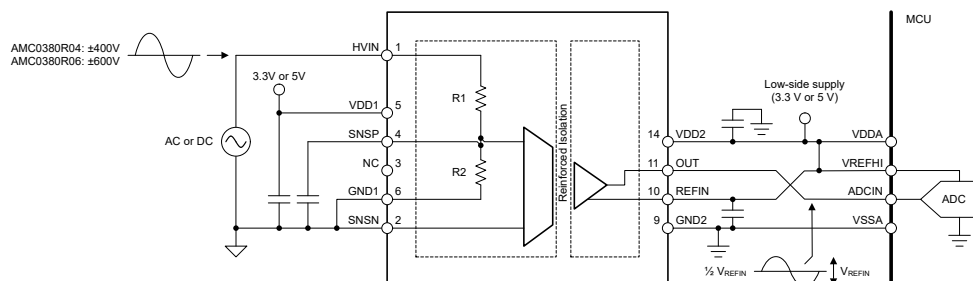 MCU
AMC0380R04: ±400V
AMC0380R06: ±600V
HVIN
1
3.3V or 5V
R1
Low-side supply
(3.3 V or 5 V)
VDD1
5
AC or DC
SNSP
4
14
VDD2
VDDA
NC
3
Reinforced Isolation
11
OUT
VREFHI
R2
GND1
6
10
REFIN
ADCIN
ADC
SNSN
2
9
GND2
VSSA
½ VREFIN
VREFIN